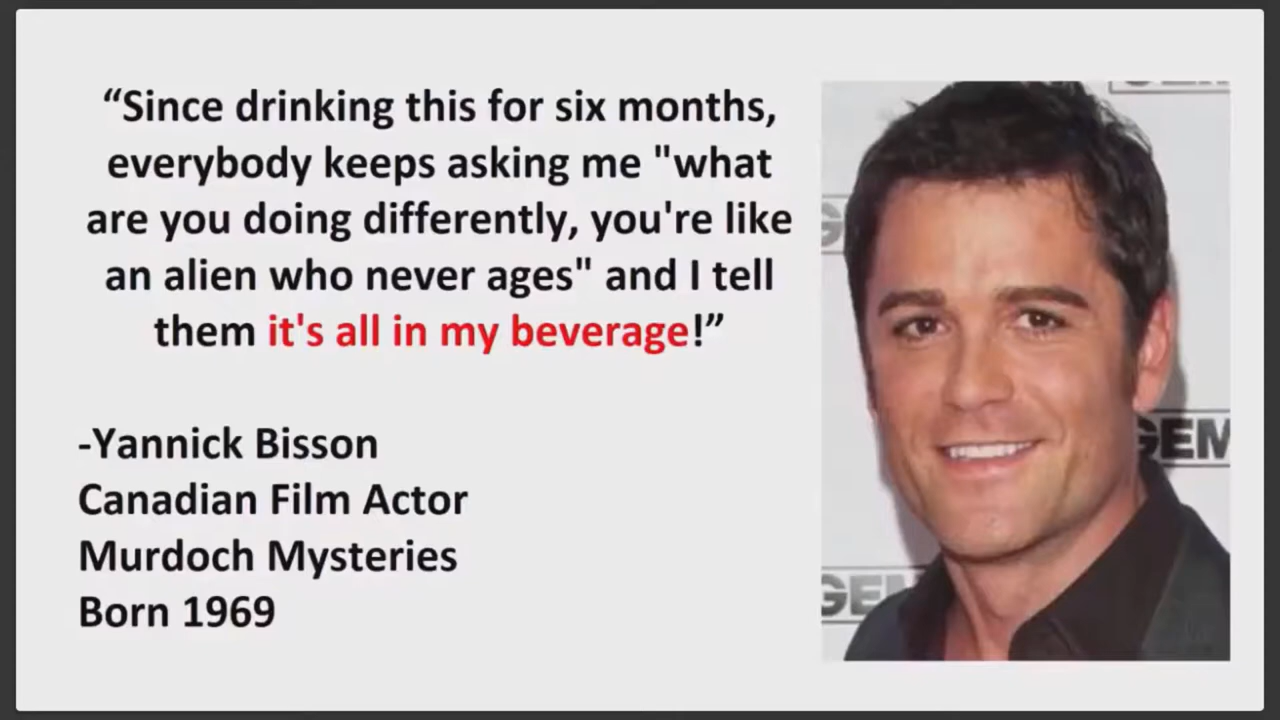 “Since drinking this for six months,
everybody keeps asking me "what
are you doing differently, you're like
an alien who never ages" and I tell
them it's all in my beverage!”
-Yannick Bisson
Canadian Film Actor
Murdoch Mysteries
Born 1969
GEM
GEM